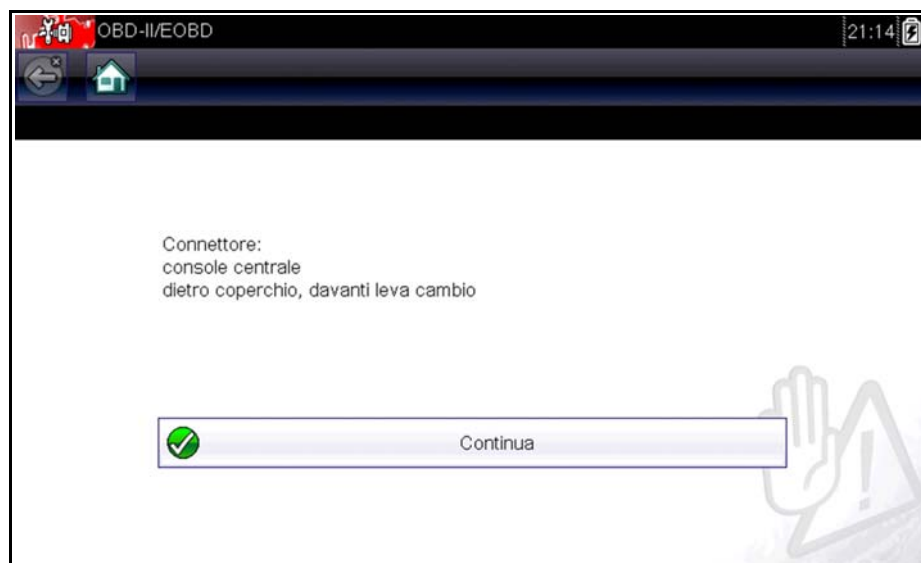 OBD-II/EOBD
21:14
Connettore:
console centrale
dietro coperchio, davanti leva cambio
Continua